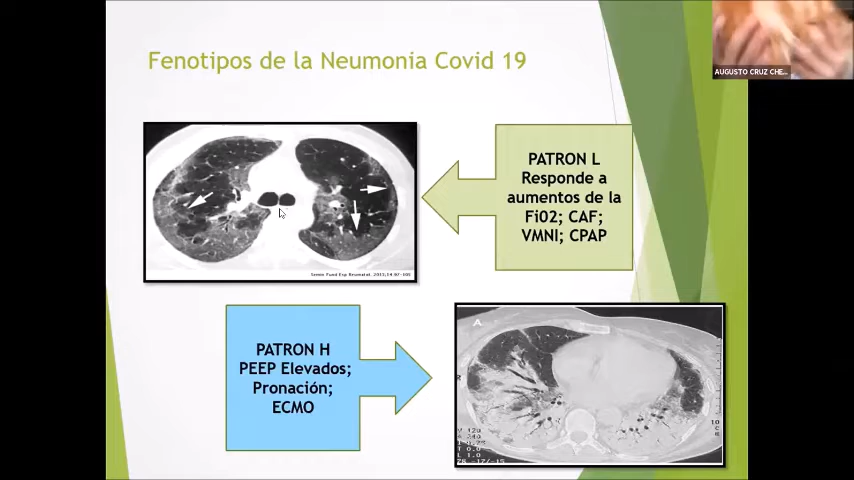 Fenotipos de la Neumonia Covid 19
AUGUSTO CRUZ CHE...
PATRON L
Responde a
aumentos de la
Fi02; CAF;
VMNI; CPAP
PATRON H
PEEP Elevados;
Pronación;
ECMO
A
R